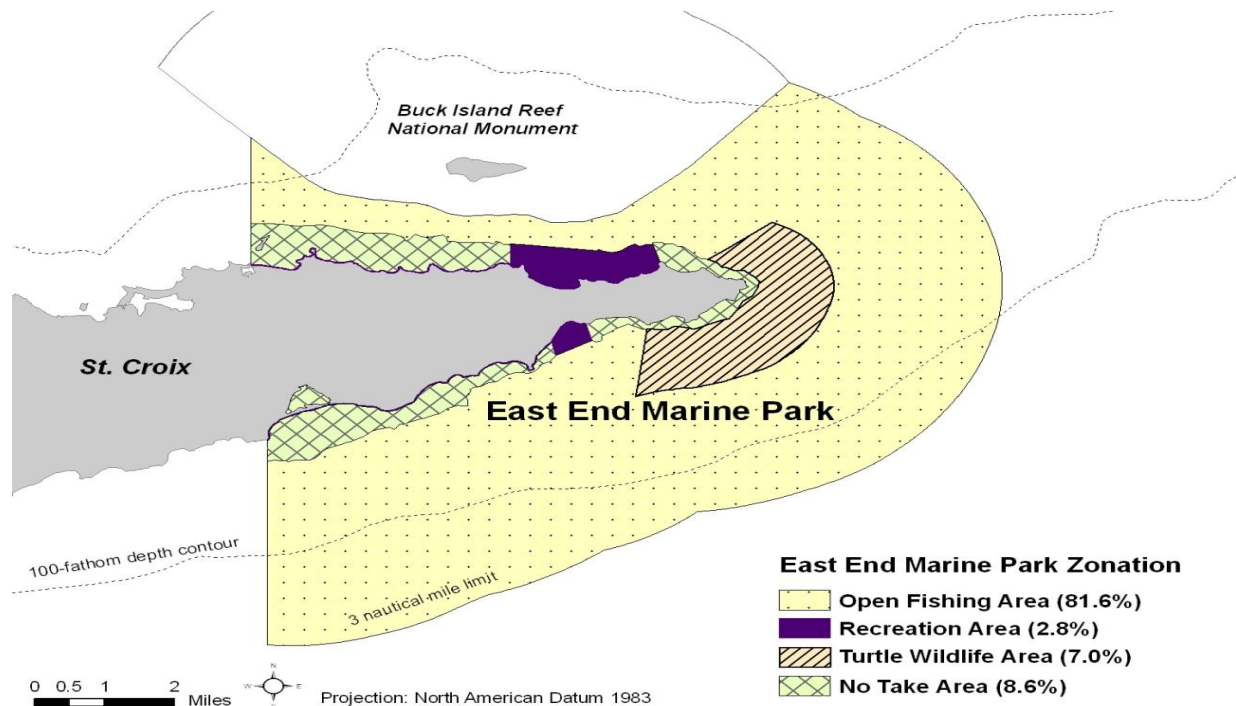 Buck Island Reef
National Monument
St. Croix
East End Marine Park
100-fathom depth contour
3 nautical mile limit
East End Marine Park Zonation
Open Fishing Area (81.6%)
Recreation Area (2.8%)
Turtle Wildlife Area (7.0%)
No Take Area (8.6%)
0 0.5 1 2
Miles
N
W E
Projection: North American Datum 1983